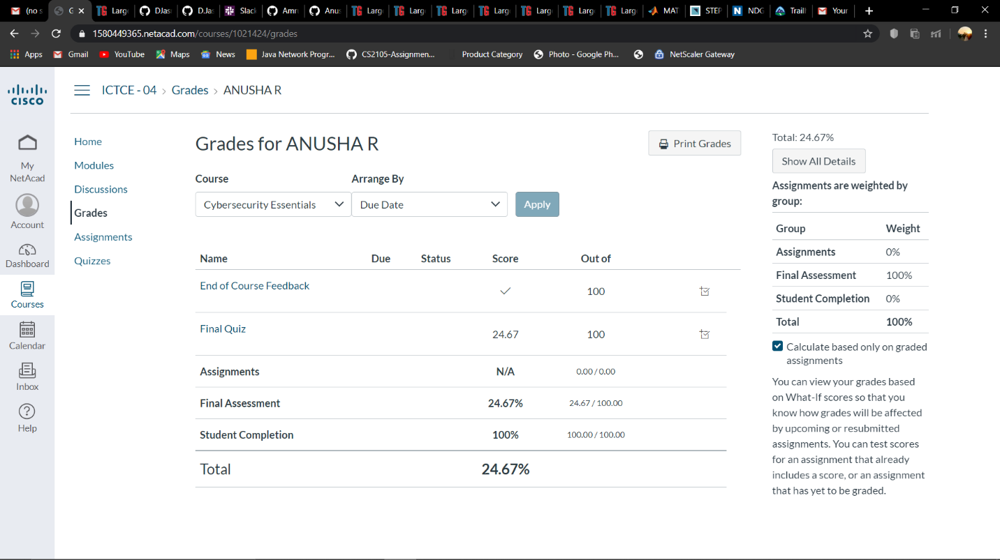 (no s
G
Large
DJas
D.Ja
Slack
Amr
Anus
Large
Large
Large
Large
Large
Large
Large
MAT
STEP
NDG
Traill
Your
1580449365.netacad.com/courses/1021424/grades
Apps
Gmail
YouTube
Maps
News
Java Network Progr...
CS2105-Assignmen...
Product Category
Photo - Google Ph...
NetScaler Gateway
CISCO
My
NetAcad
Account
Dashboard
Courses
Calendar
Inbox
Help
ICTCE - 04 › Grades › ANUSHA R
Home
Modules
Discussions
Grades
Assignments
Quizzes
Grades for ANUSHA R
Print Grades
Course Arrange By
Cybersecurity Essentials Due Date Apply
Name Due Status Score Out of
End of Course Feedback 100
Final Quiz 24.67 100
Assignments N/A 0.00 / 0.00
Final Assessment 24.67% 24.67 / 100.00
Student Completion 100% 100.00 / 100.00
Total 24.67%
Total: 24.67%
Show All Details
Assignments are weighted by
group:
Group Weight
Assignments 0%
Final Assessment 100%
Student Completion 0%
Total 100%
Calculate based only on graded
assignments
You can view your grades based
on What-If scores so that you
know how grades will be affected
by upcoming or resubmitted
assignments. You can test scores
for an assignment that already
includes a score, or an assignment
that has yet to be graded.